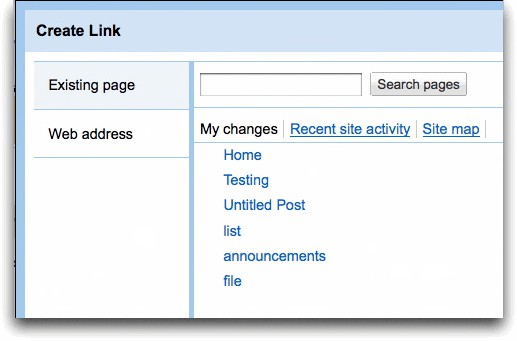 Create Link
Existing page
Web address
Search pages
My changes Recent site activity Site map
Home
Testing
Untitled Post
list
announcements
file